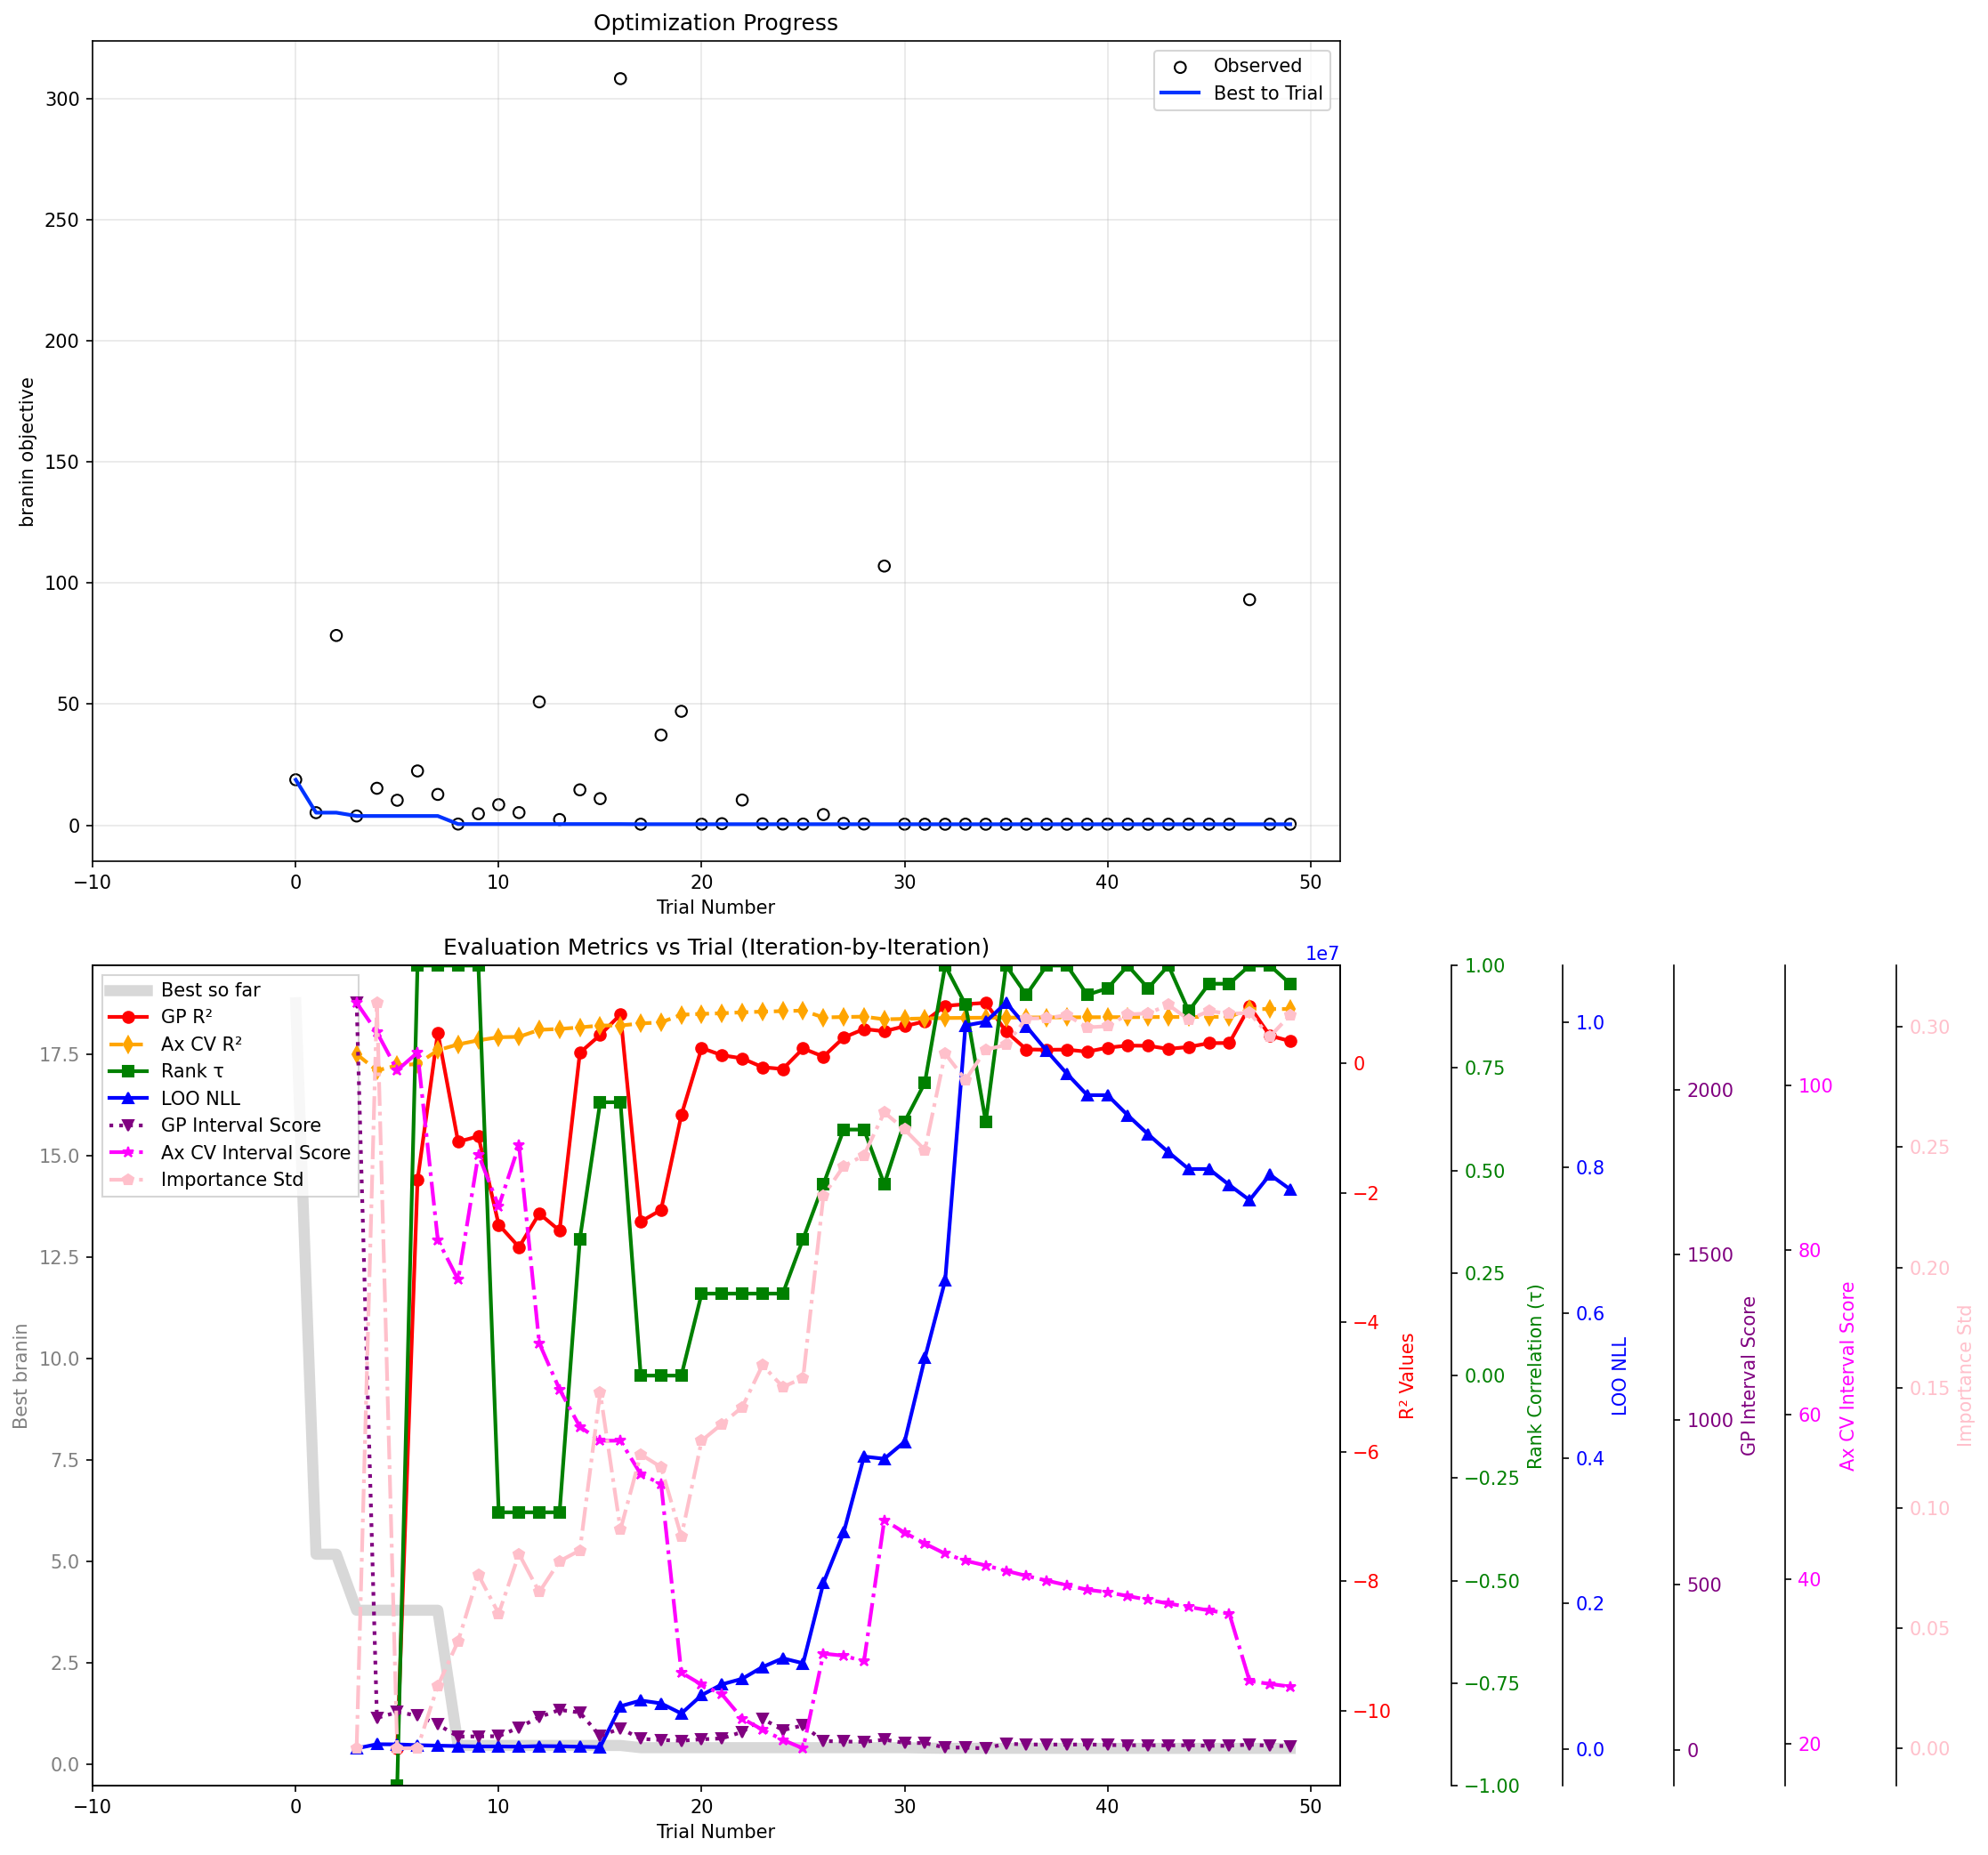 Optimization Progress
Observed
Best to Trial
branin objective
300
250
200
150
100
50
0
−10 0 10 20 30 40 50
Trial Number
Evaluation Metrics vs Trial (Iteration-by-Iteration)
1e7
Best so far
GP R²
Ax CV R²
Rank τ
LOO NLL
GP Interval Score
Ax CV Interval Score
Importance Std
Best branin
17.5
15.0
12.5
10.0
7.5
5.0
2.5
0.0
−10 0 10 20 30 40 50
Trial Number
0
−2
−4
−6
−8
−10
R² Values
1.00
0.75
0.50
0.25
0.00
−0.25
−0.50
−0.75
−1.00
Rank Correlation (τ)
1.0
0.8
0.6
0.4
0.2
0.0
LOO NLL
2000
1500
1000
500
0
GP Interval Score
100
80
60
40
20
Ax CV Interval Score
0.30
0.25
0.20
0.15
0.10
0.05
0.00
Importance Std